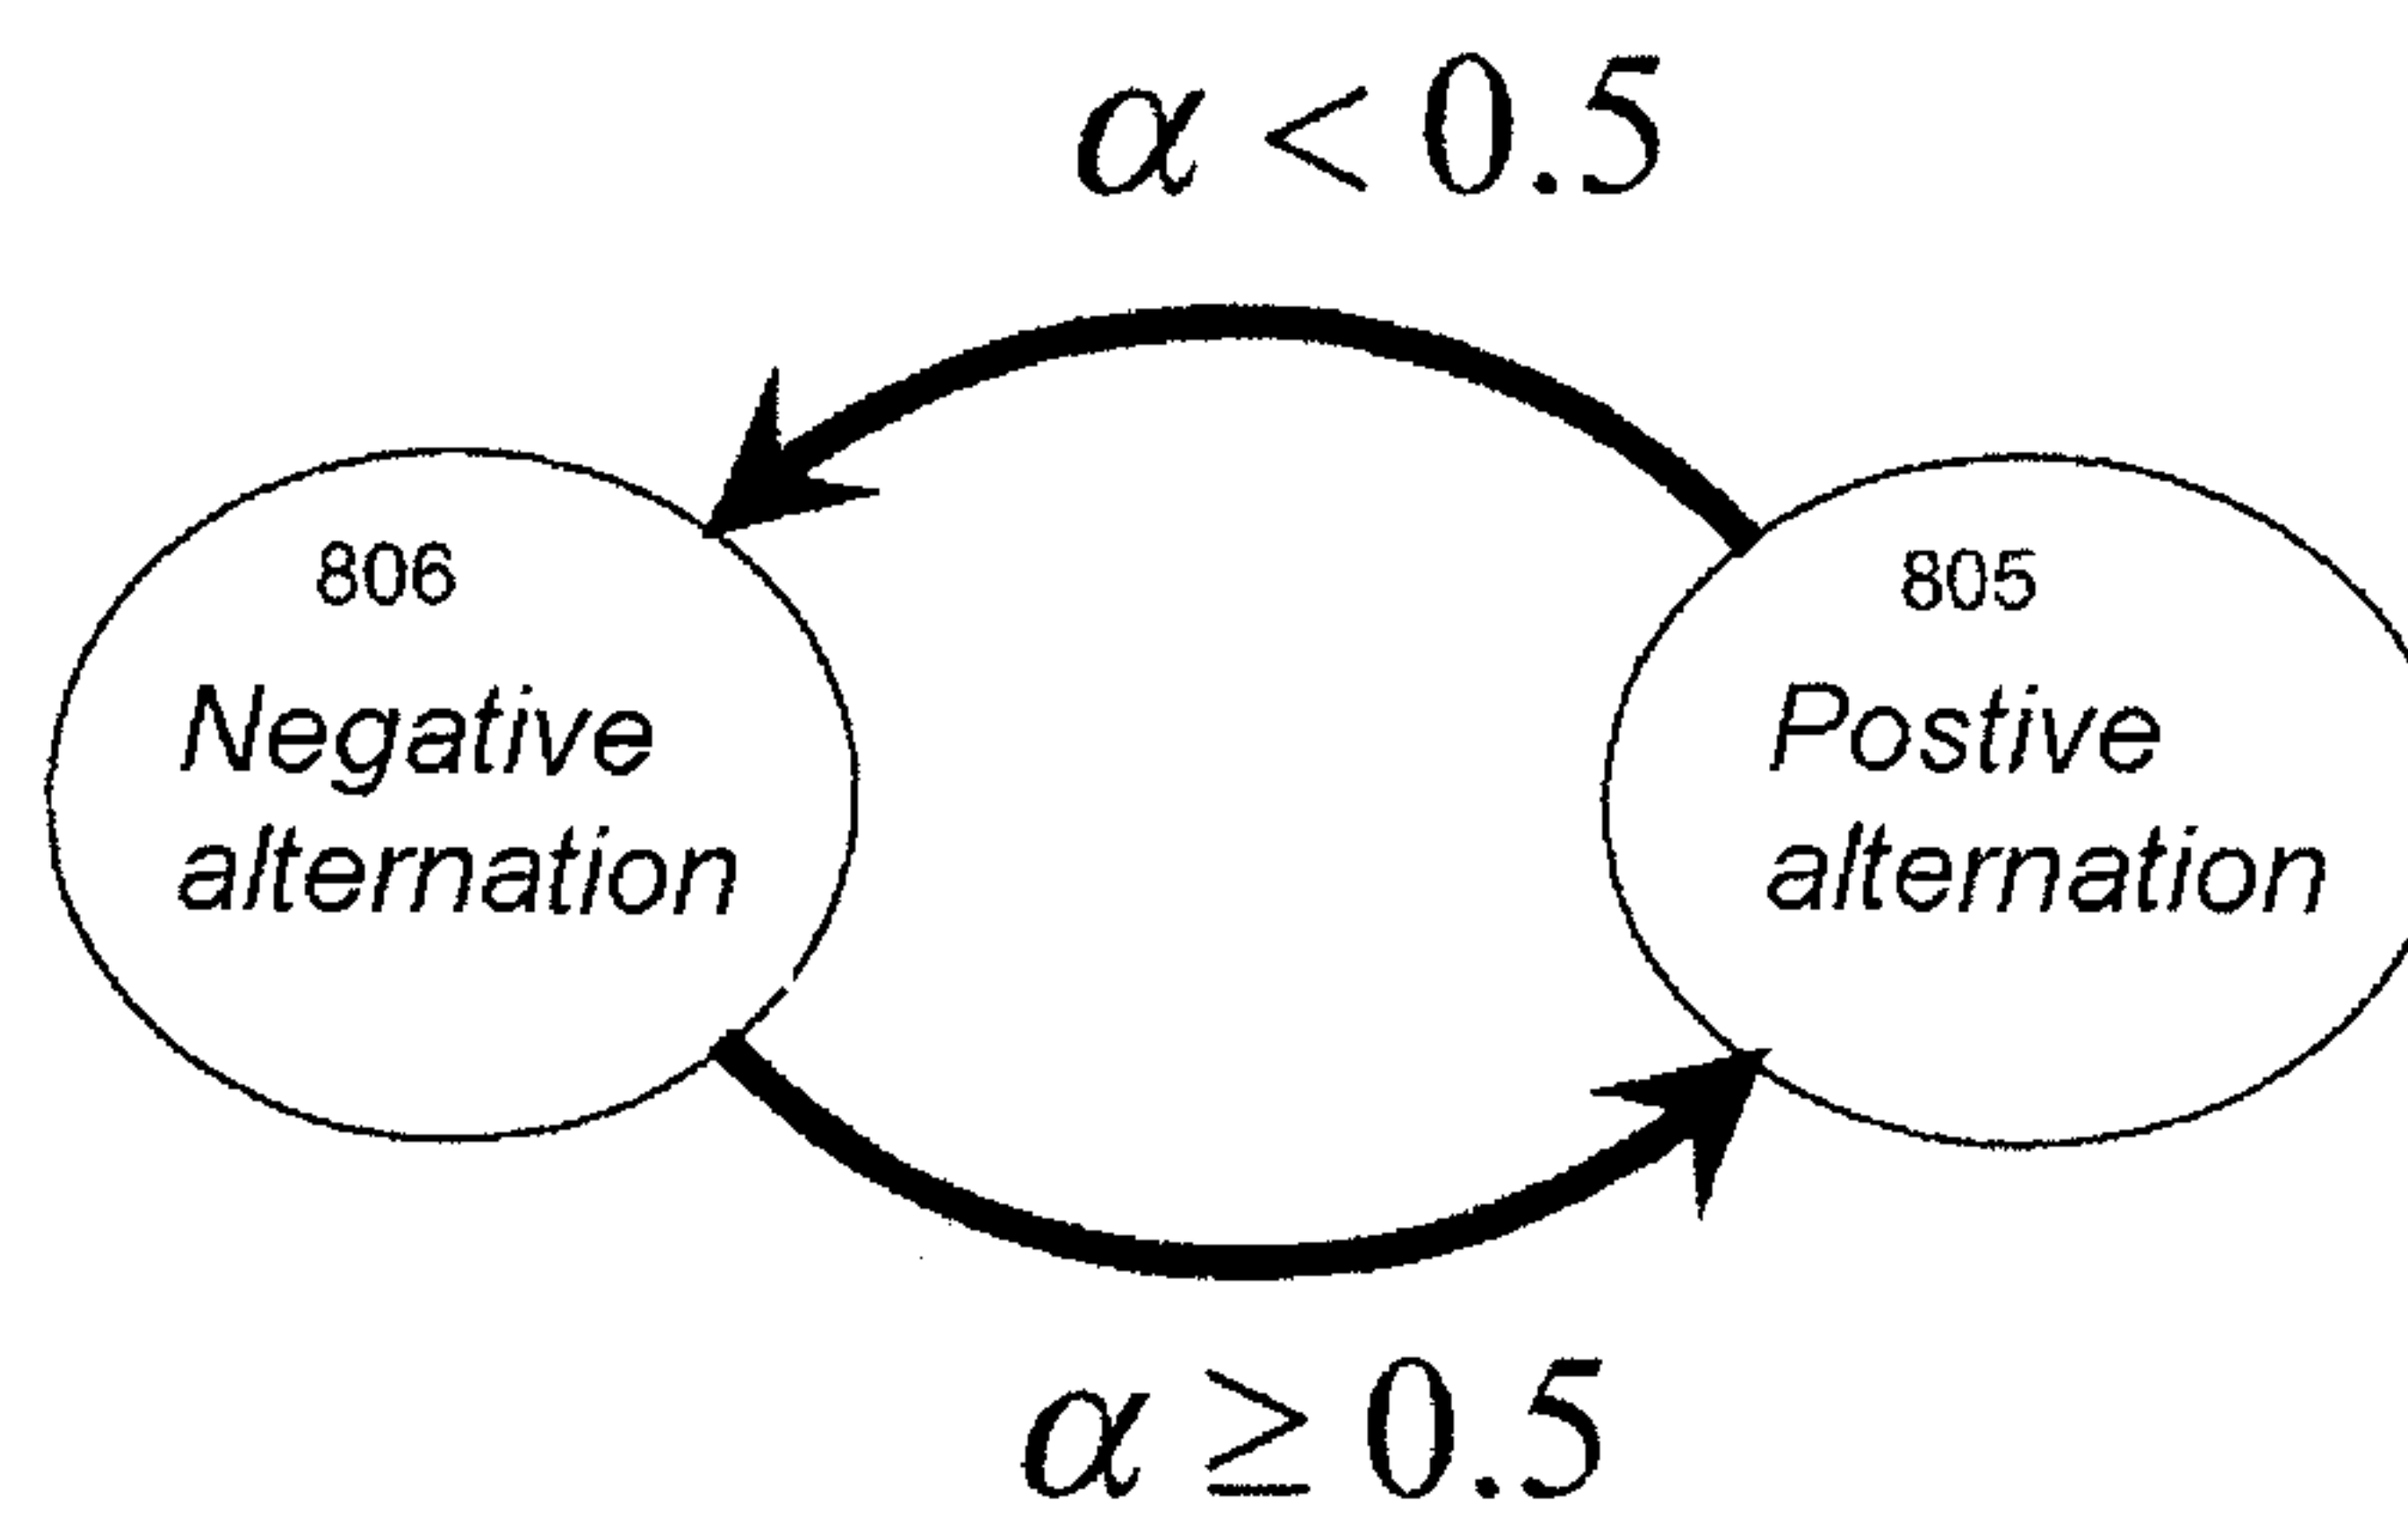 α < 0.5
806
Negative
alternation
805
Postive
alternation
α ≥ 0.5